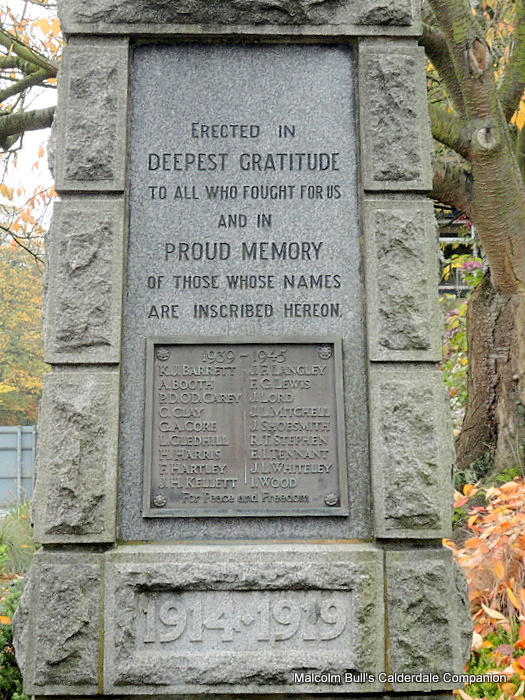 ERECTED IN
DEEPEST GRATITUDE
TO ALL WHO FOUGHT FOR US
AND IN
PROUD MEMORY
OF THOSE WHOSE NAMES
ARE INSCRIBED HEREON.
1939 - 1945
K.J. BARRETT J.F. LANGLEY
A. BOOTH F.G. LEWIS
P.D.O'D. CAREY J. LORD
C. CLAY J.L. MITCHELL
G.A. CORE J. SHOESMITH
L. GLEDHILL R.T. STEPHEN
H. HARRIS B.I. TENNANT
F. HARTLEY J.L. WHITELEY
J.H. KELLETT I. WOOD
For Peace and Freedom
1914-1919
Malcolm Bull's Calderdale Companion